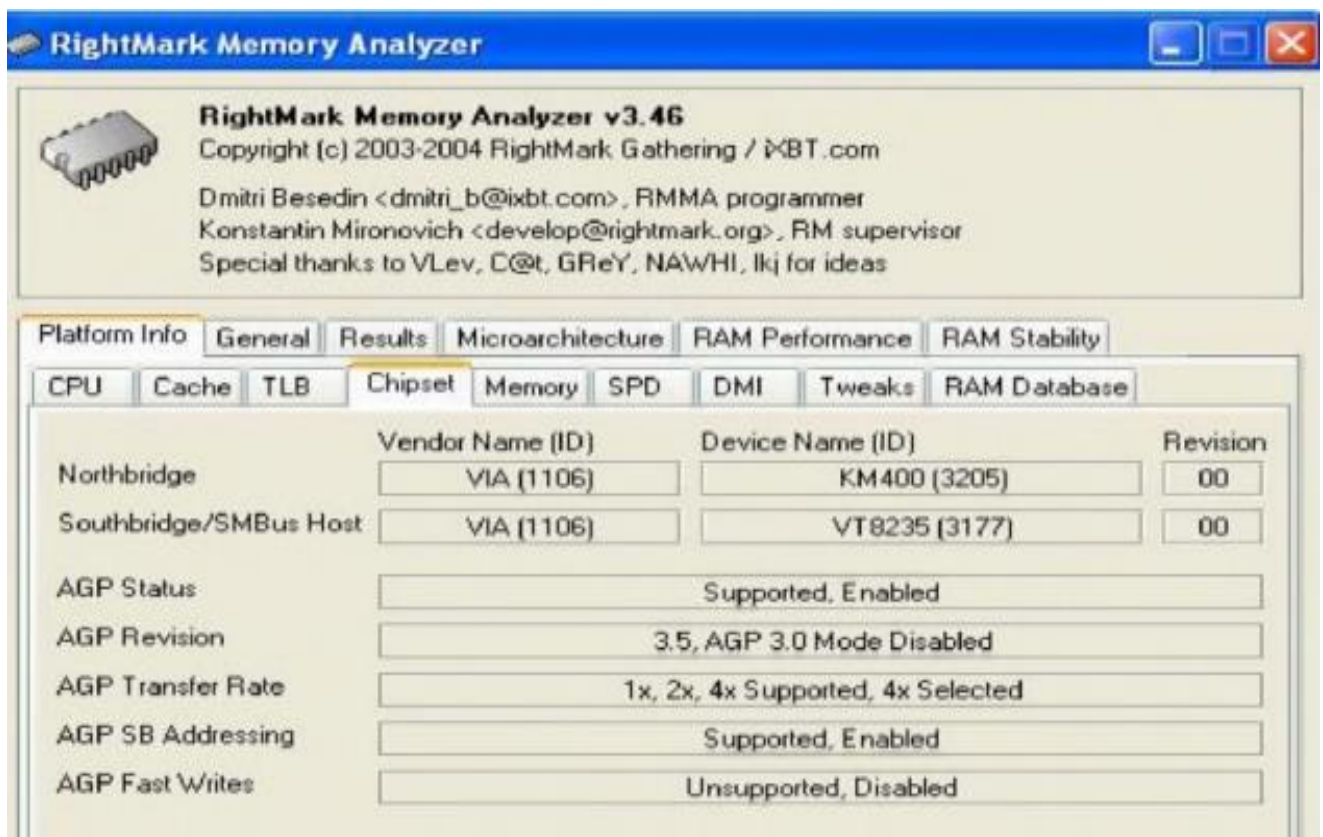 RightMark Memory Analyzer
RightMark Memory Analyzer v3.46
Copyright (c) 2003-2004 RightMark Gathering / iXBT.com
Dmitri Besedin <dmitri_b@ixbt.com>, RMMA programmer
Konstantin Mironovich <develop@rightmark.org>, RM supervisor
Special thanks to VLev, C@t, GReY, NAWHI, lkj for ideas
Platform Info General Results Microarchitecture RAM Performance RAM Stability
CPU Cache TLB Chipset Memory SPD DMI Tweaks RAM Database
Vendor Name (ID) Device Name (ID) Revision
Northbridge VIA (1106) KM400 (3205) 00
Southbridge/SMBus Host VIA (1106) VT8235 (3177) 00
AGP Status Supported, Enabled
AGP Revision 3.5, AGP 3.0 Mode Disabled
AGP Transfer Rate 1x, 2x, 4x Supported, 4x Selected
AGP SB Addressing Supported, Enabled
AGP Fast Writes Unsupported, Disabled